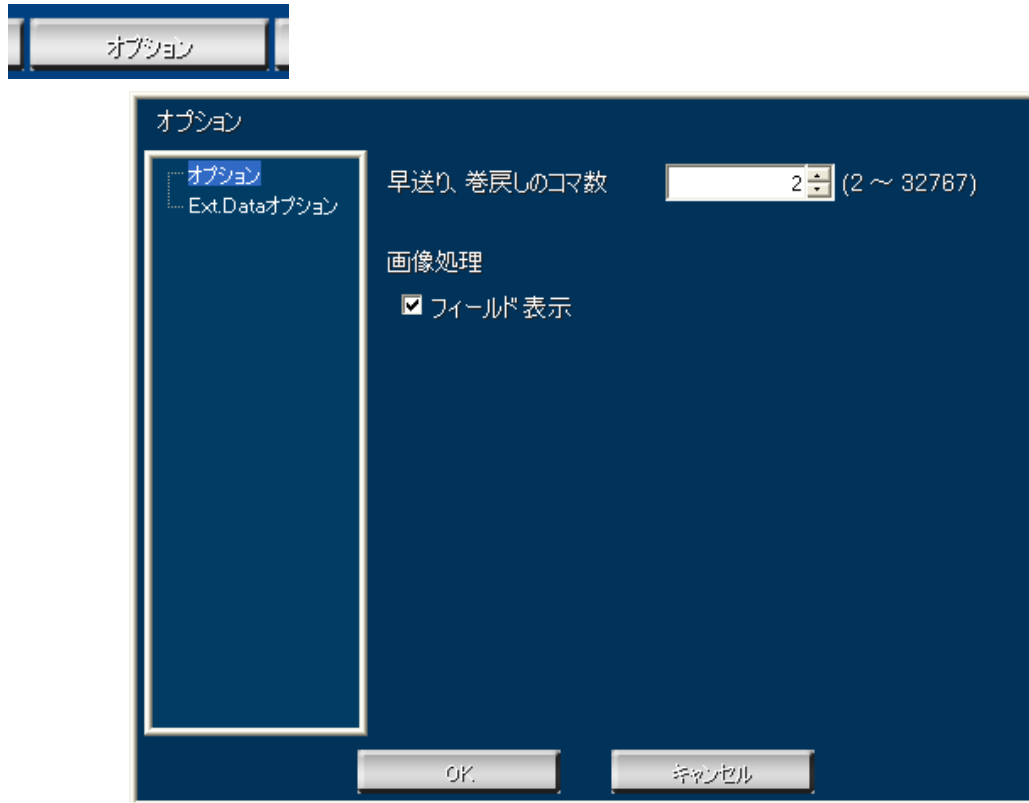 オプション
オプション
オプション
Ext.Dataオプション
早送り、巻戻しのコマ数 2 (2 ~ 32767)
画像処理
フィールド表示
OK
キャンセル